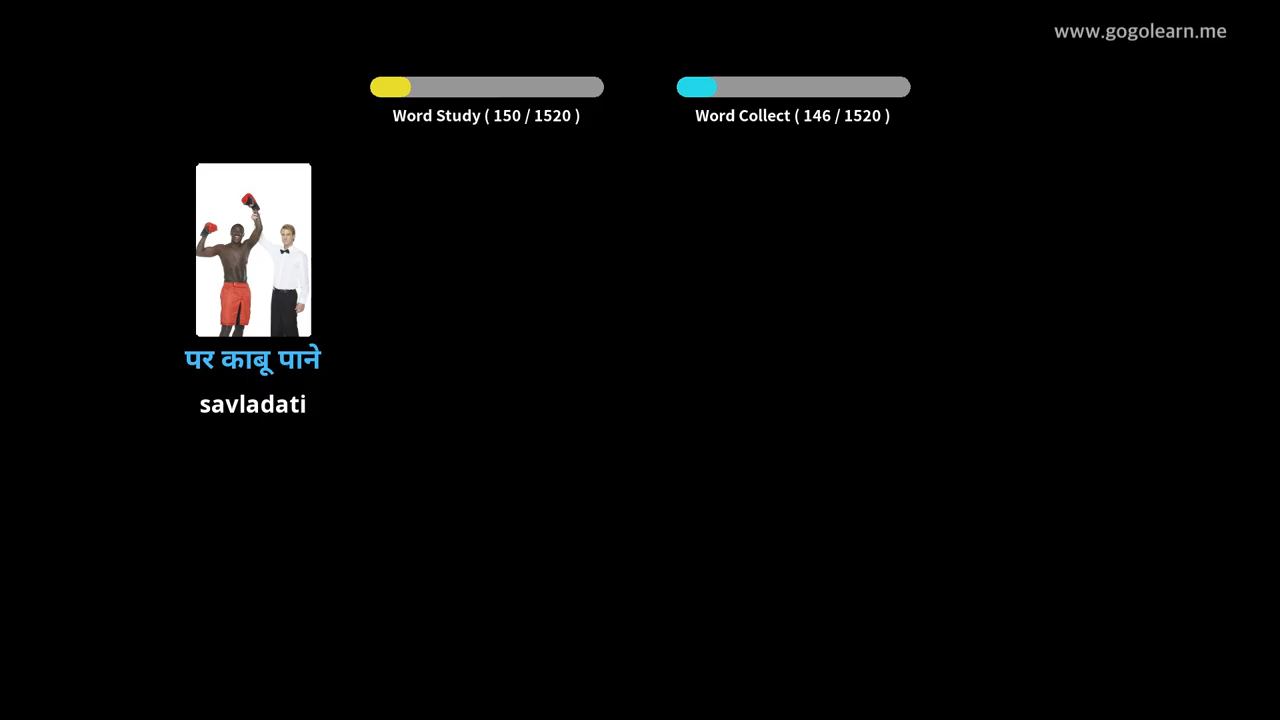 www.gogolearn.me
Word Study ( 150 / 1520 )
Word Collect ( 146 / 1520 )
पर काबू पाने
savladati